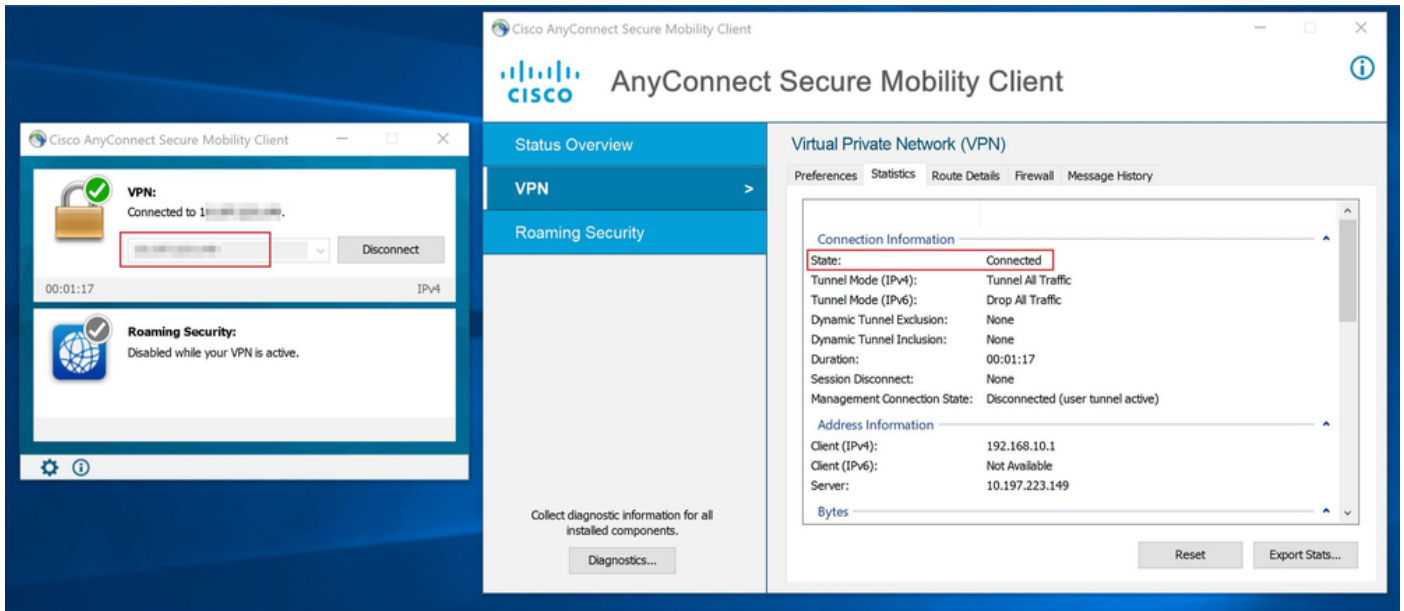 Cisco AnyConnect Secure Mobility Client
VPN:
Connected to 1
Disconnect
00:01:17 IPv4
Roaming Security:
Disabled while your VPN is active.
Cisco AnyConnect Secure Mobility Client
CISCO
AnyConnect Secure Mobility Client
Status Overview
VPN >
Roaming Security
Collect diagnostic information for all
installed components.
Diagnostics...
Virtual Private Network (VPN)
Preferences Statistics Route Details Firewall Message History
Connection Information
State: Connected
Tunnel Mode (IPv4): Tunnel All Traffic
Tunnel Mode (IPv6): Drop All Traffic
Dynamic Tunnel Exclusion: None
Dynamic Tunnel Inclusion: None
Duration: 00:01:17
Session Disconnect: None
Management Connection State: Disconnected (user tunnel active)
Address Information
Client (IPv4): 192.168.10.1
Client (IPv6): Not Available
Server: 10.197.223.149
Bytes
Reset Export Stats...